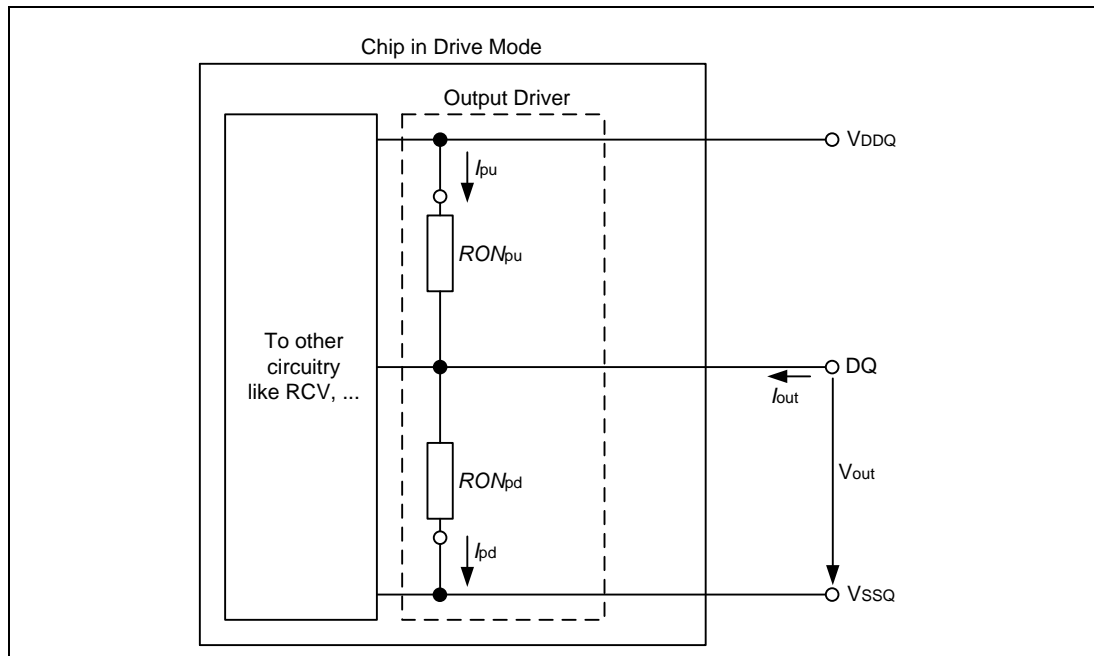 Chip in Drive Mode
Output Driver
VDDQ
Ipu
RONpu
To other
circuitry
like RCV, ...
DQ
Iout
RONpd
Vout
Ipd
VSSQ